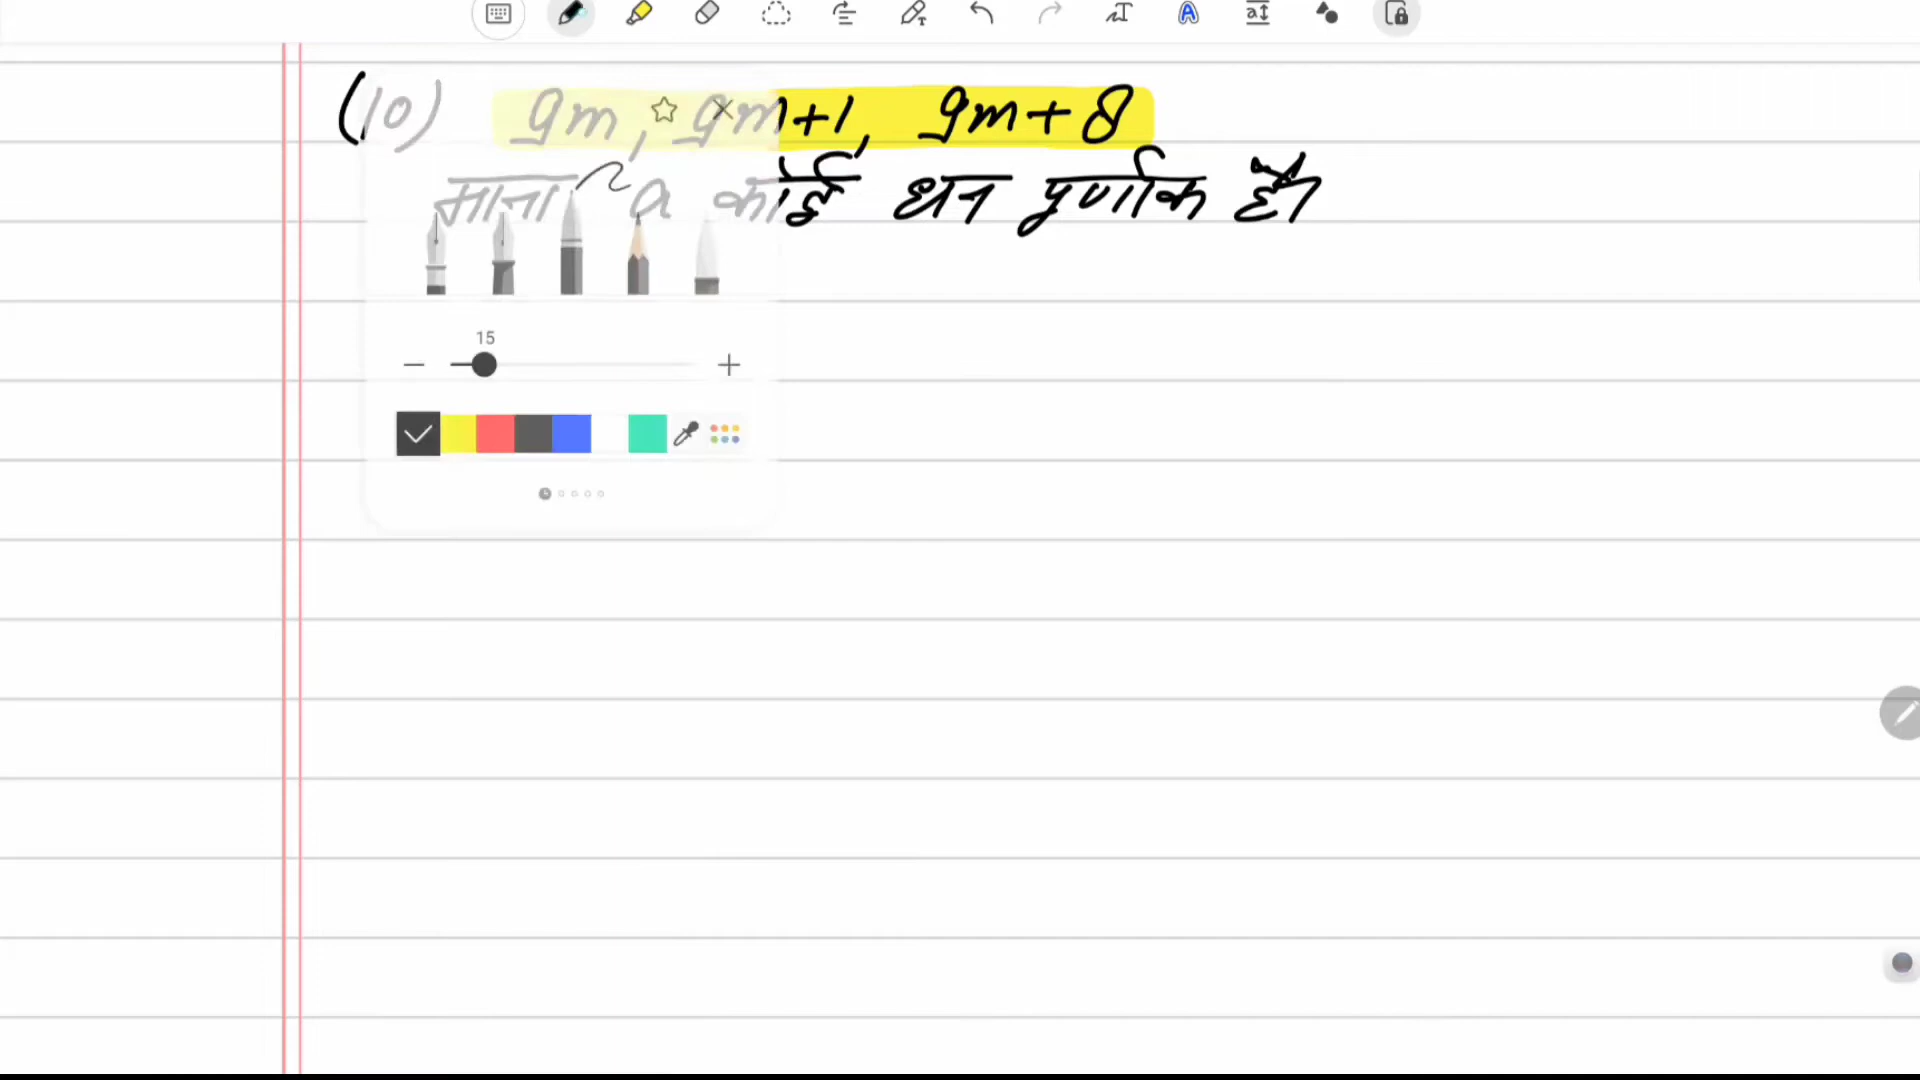 (10) 9m, 9m+1, 9m+8
माना a कोई धन पूर्णांक है।
15